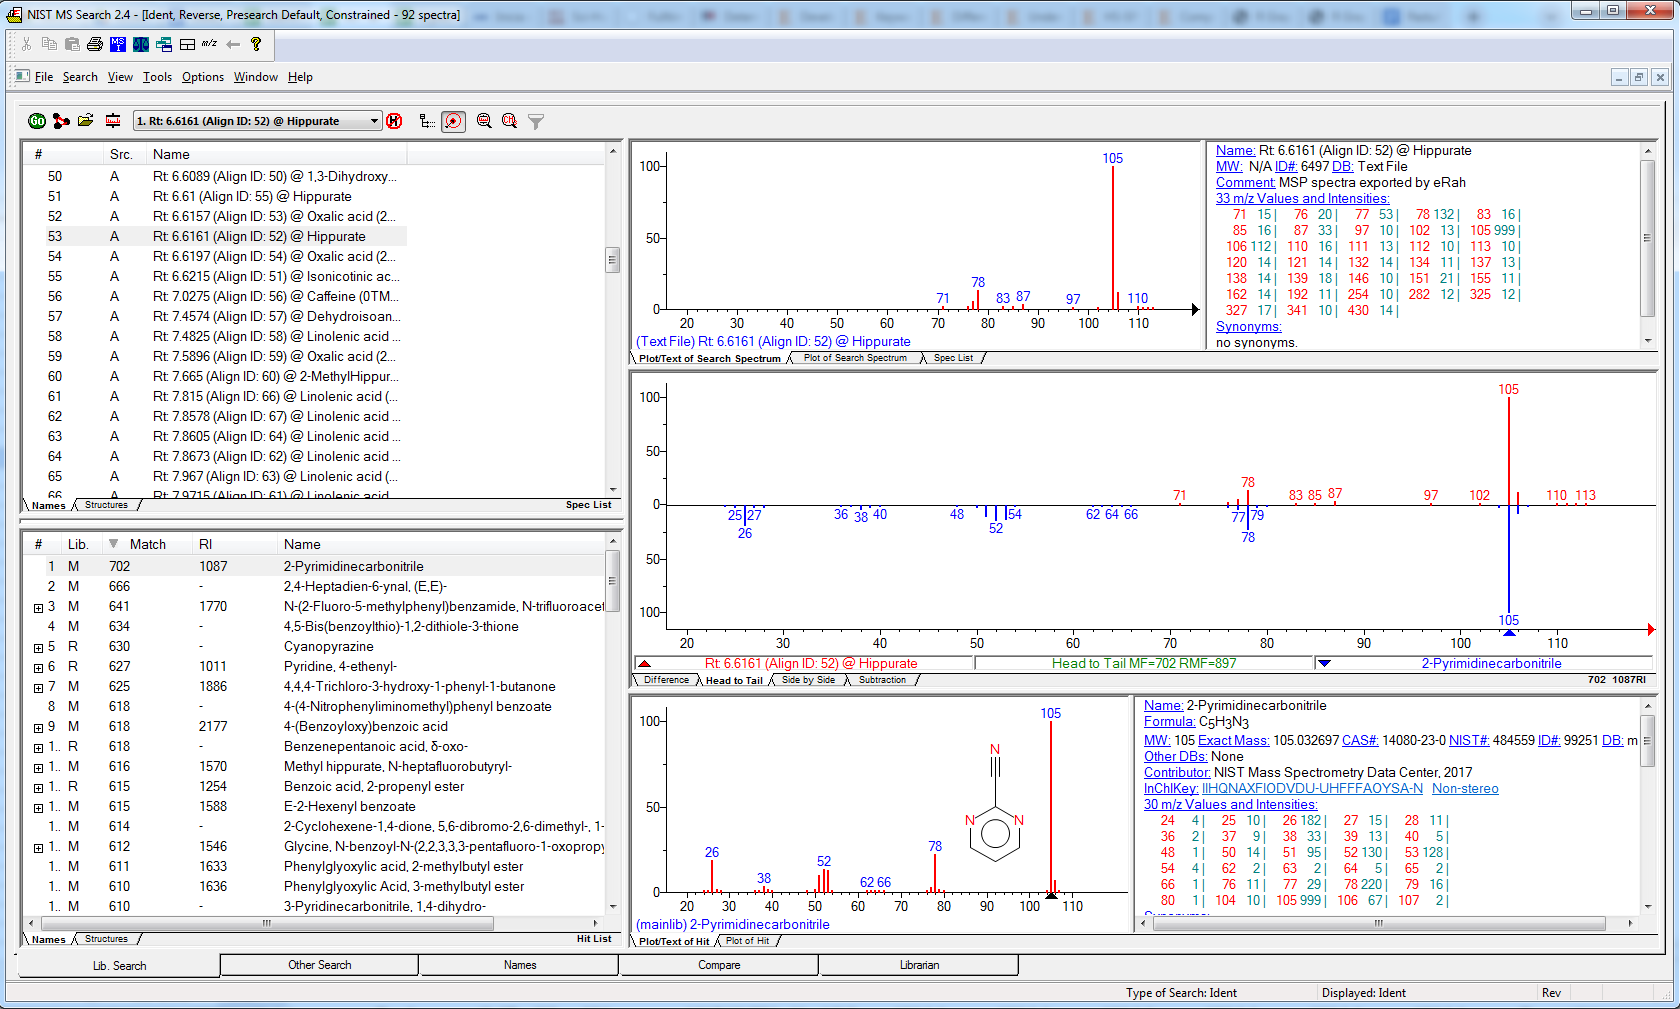 NIST MS Search 2.4 - [Ident, Reverse, Presearch Default, Constrained - 92 spectra]
m/z
File Search View Tools Options Window Help
1. Rt: 6.6161 (Align ID: 52) @ Hippurate
# Src. Name
50 A Rt: 6.6089 (Align ID: 50) @ 1,3-Dihydroxy...
51 A Rt: 6.61 (Align ID: 55) @ Hippurate
52 A Rt: 6.6157 (Align ID: 53) @ Oxalic acid (2...
53 A Rt: 6.6161 (Align ID: 52) @ Hippurate
54 A Rt: 6.6197 (Align ID: 54) @ Oxalic acid (2...
55 A Rt: 6.6215 (Align ID: 51) @ Isonicotinic ac...
56 A Rt: 7.0275 (Align ID: 56) @ Caffeine (0TM...
57 A Rt: 7.4574 (Align ID: 57) @ Dehydroisoan...
58 A Rt: 7.4825 (Align ID: 58) @ Linolenic acid ...
59 A Rt: 7.5896 (Align ID: 59) @ Oxalic acid (2...
60 A Rt: 7.665 (Align ID: 60) @ 2-MethylHippur...
61 A Rt: 7.815 (Align ID: 66) @ Linolenic acid (...
62 A Rt: 7.8578 (Align ID: 67) @ Linolenic acid ...
63 A Rt: 7.8605 (Align ID: 64) @ Linolenic acid ...
64 A Rt: 7.8673 (Align ID: 62) @ Linolenic acid ...
65 A Rt: 7.967 (Align ID: 63) @ Linolenic acid (...
66 A Rt: 7.9715 (Align ID: 61) @ Linolenic acid
Names Structures Spec List
# Lib. Match RI Name
1 M 702 1087 2-Pyrimidinecarbonitrile
2 M 666 - 2,4-Heptadien-6-ynal, (E,E)-
3 M 641 1770 N-(2-Fluoro-5-methylphenyl)benzamide, N-trifluoroacet
4 M 634 - 4,5-Bis(benzoylthio)-1,2-dithiole-3-thione
5 R 630 - Cyanopyrazine
6 R 627 1011 Pyridine, 4-ethenyl-
7 M 625 1886 4,4,4-Trichloro-3-hydroxy-1-phenyl-1-butanone
8 M 618 - 4-(4-Nitrophenyliminomethyl)phenyl benzoate
9 M 618 2177 4-(Benzoyloxy)benzoic acid
1.. R 618 - Benzenepentanoic acid, δ-oxo-
1.. M 616 1570 Methyl hippurate, N-heptafluorobutyryl-
1.. R 615 1254 Benzoic acid, 2-propenyl ester
1.. M 615 1588 E-2-Hexenyl benzoate
1.. M 614 - 2-Cyclohexene-1,4-dione, 5,6-dibromo-2,6-dimethyl-, 1-
1.. M 612 1546 Glycine, N-benzoyl-N-(2,2,3,3,3-pentafluoro-1-oxopropy
1.. M 611 1633 Phenylglyoxylic acid, 2-methylbutyl ester
1.. M 610 1636 Phenylglyoxylic Acid, 3-methylbutyl ester
1.. M 610 - 3-Pyridinecarbonitrile, 1,4-dihydro-
Names Structures Hit List
100
50
0
105
78
71 83 87 97 110
20 30 40 50 60 70 80 90 100 110
(Text File) Rt: 6.6161 (Align ID: 52) @ Hippurate
Plot/Text of Search Spectrum Plot of Search Spectrum Spec List
Name: Rt: 6.6161 (Align ID: 52) @ Hippurate
MW: N/A ID#: 6497 DB: Text File
Comment: MSP spectra exported by eRah
33 m/z Values and Intensities:
71 15 | 76 20 | 77 53 | 78 132 | 83 16 |
85 16 | 87 33 | 97 10 | 102 13 | 105 999 |
106 112 | 110 16 | 111 13 | 112 10 | 113 10 |
120 14 | 121 14 | 132 14 | 134 11 | 137 13 |
138 14 | 139 18 | 146 10 | 151 21 | 155 11 |
162 14 | 192 11 | 254 10 | 282 12 | 325 12 |
327 17 | 341 10 | 430 14 |
Synonyms:
no synonyms.
100
50
0
50
100
105
78
71 83 85 87 97 102 110 113
25 27 36 38 40 48 54 62 64 66 77 79
26 52 78
105
20 30 40 50 60 70 80 90 100 110
Rt: 6.6161 (Align ID: 52) @ Hippurate Head to Tail MF=702 RMF=897 2-Pyrimidinecarbonitrile
Difference Head to Tail Side by Side Subtraction 702 1087RI
100
50
0
105
78
26 38 52 62 66
N
N N
20 30 40 50 60 70 80 90 100 110
(mainlib) 2-Pyrimidinecarbonitrile
Plot/Text of Hit Plot of Hit
Name: 2-Pyrimidinecarbonitrile
Formula: C5H3N3
MW: 105 Exact Mass: 105.032697 CAS#: 14080-23-0 NIST#: 484559 ID#: 99251 DB: m
Other DBs: None
Contributor: NIST Mass Spectrometry Data Center, 2017
InChIKey: IIHQNAXFIODVDU-UHFFFAOYSA-N Non-stereo
30 m/z Values and Intensities:
24 4 | 25 10 | 26 182 | 27 15 | 28 11 |
36 2 | 37 9 | 38 33 | 39 13 | 40 5 |
48 1 | 50 14 | 51 95 | 52 130 | 53 128 |
54 4 | 62 2 | 63 2 | 64 5 | 65 2 |
66 1 | 76 11 | 77 29 | 78 220 | 79 16 |
80 1 | 104 10 | 105 999 | 106 67 | 107 2 |
Synonyms:
Lib. Search Other Search Names Compare Librarian
Type of Search: Ident Displayed: Ident Rev